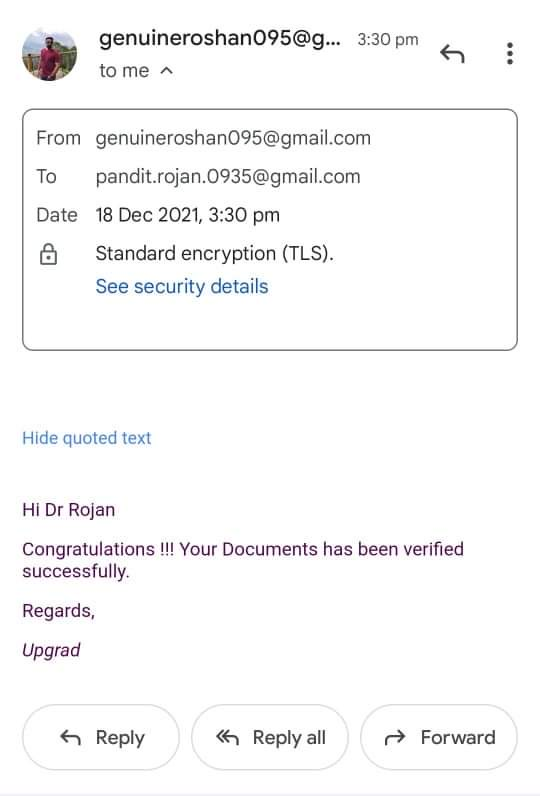 genuineroshan095@g... 3:30 pm
to me
From genuineroshan095@gmail.com
To pandit.rojan.0935@gmail.com
Date 18 Dec 2021, 3:30 pm
Standard encryption (TLS).
See security details
Hide quoted text
Hi Dr Rojan
Congratulations !!! Your Documents has been verified
successfully.
Regards,
Upgrad
Reply Reply all Forward